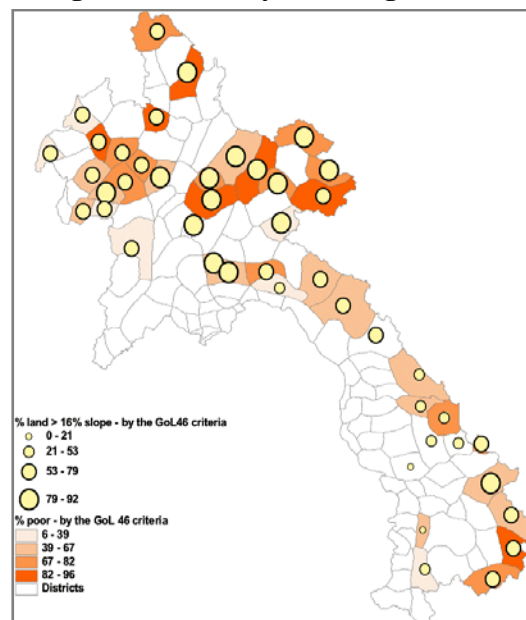 % land > 16% slope - by the GoL46 criteria
0 - 21
21 - 53
53 - 79
79 - 92
% poor - by the GoL 46 criteria
6 - 39
39 - 67
67 - 82
82 - 96
Districts